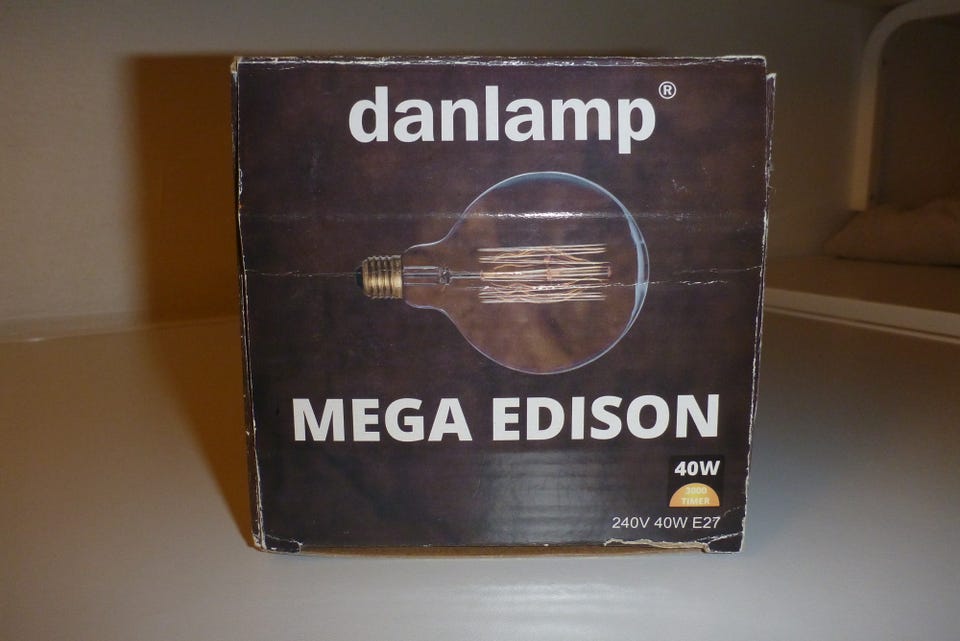 danlamp®
MEGA EDISON
40W
3000
TIMER
240V 40W E27